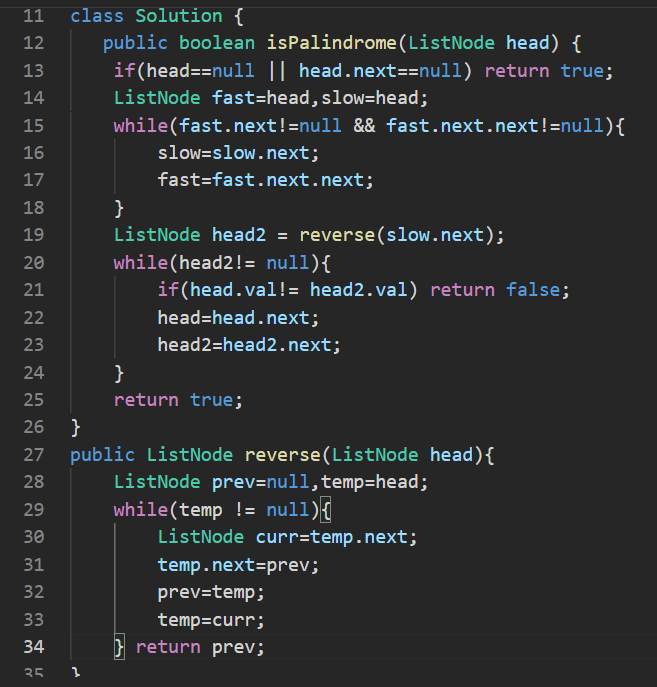 11 class Solution {
12 public boolean isPalindrome(ListNode head) {
13 if(head==null || head.next==null) return true;
14 ListNode fast=head,slow=head;
15 while(fast.next!=null && fast.next.next!=null){
16 slow=slow.next;
17 fast=fast.next.next;
18 }
19 ListNode head2 = reverse(slow.next);
20 while(head2!= null){
21 if(head.val!= head2.val) return false;
22 head=head.next;
23 head2=head2.next;
24 }
25 return true;
26 }
27 public ListNode reverse(ListNode head){
28 ListNode prev=null,temp=head;
29 while(temp != null){
30 ListNode curr=temp.next;
31 temp.next=prev;
32 prev=temp;
33 temp=curr;
34 } return prev;
35 }